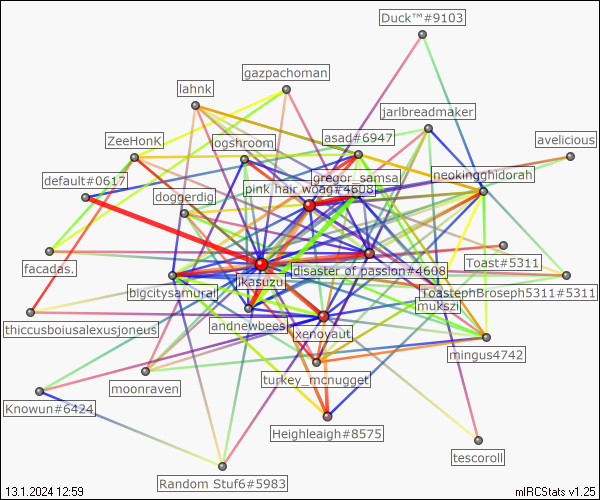 Duck™#9103
gazpachoman
lahnk
jarlbreadmaker
asad#6947
ogshroom
ZeeHonK
avelicious
gregor_samsa
neokingghidorah
default#0617
pink hair woag#4608
doggerdig
facadas.
Toast#5311
disaster of passion#4608
jkasuzu
bigcitysamurai
ToastephBroseph5311#5311
mukszi
thiccusboiusalexusjoneus
andnewbees
xenoyaut
mingus4742
turkey_mcnugget
moonraven
Knowun#6424
Heighleaigh#8575
tescoroll
Random Stuf6#5983
13.1.2024 12:59
mIRCStats v1.25